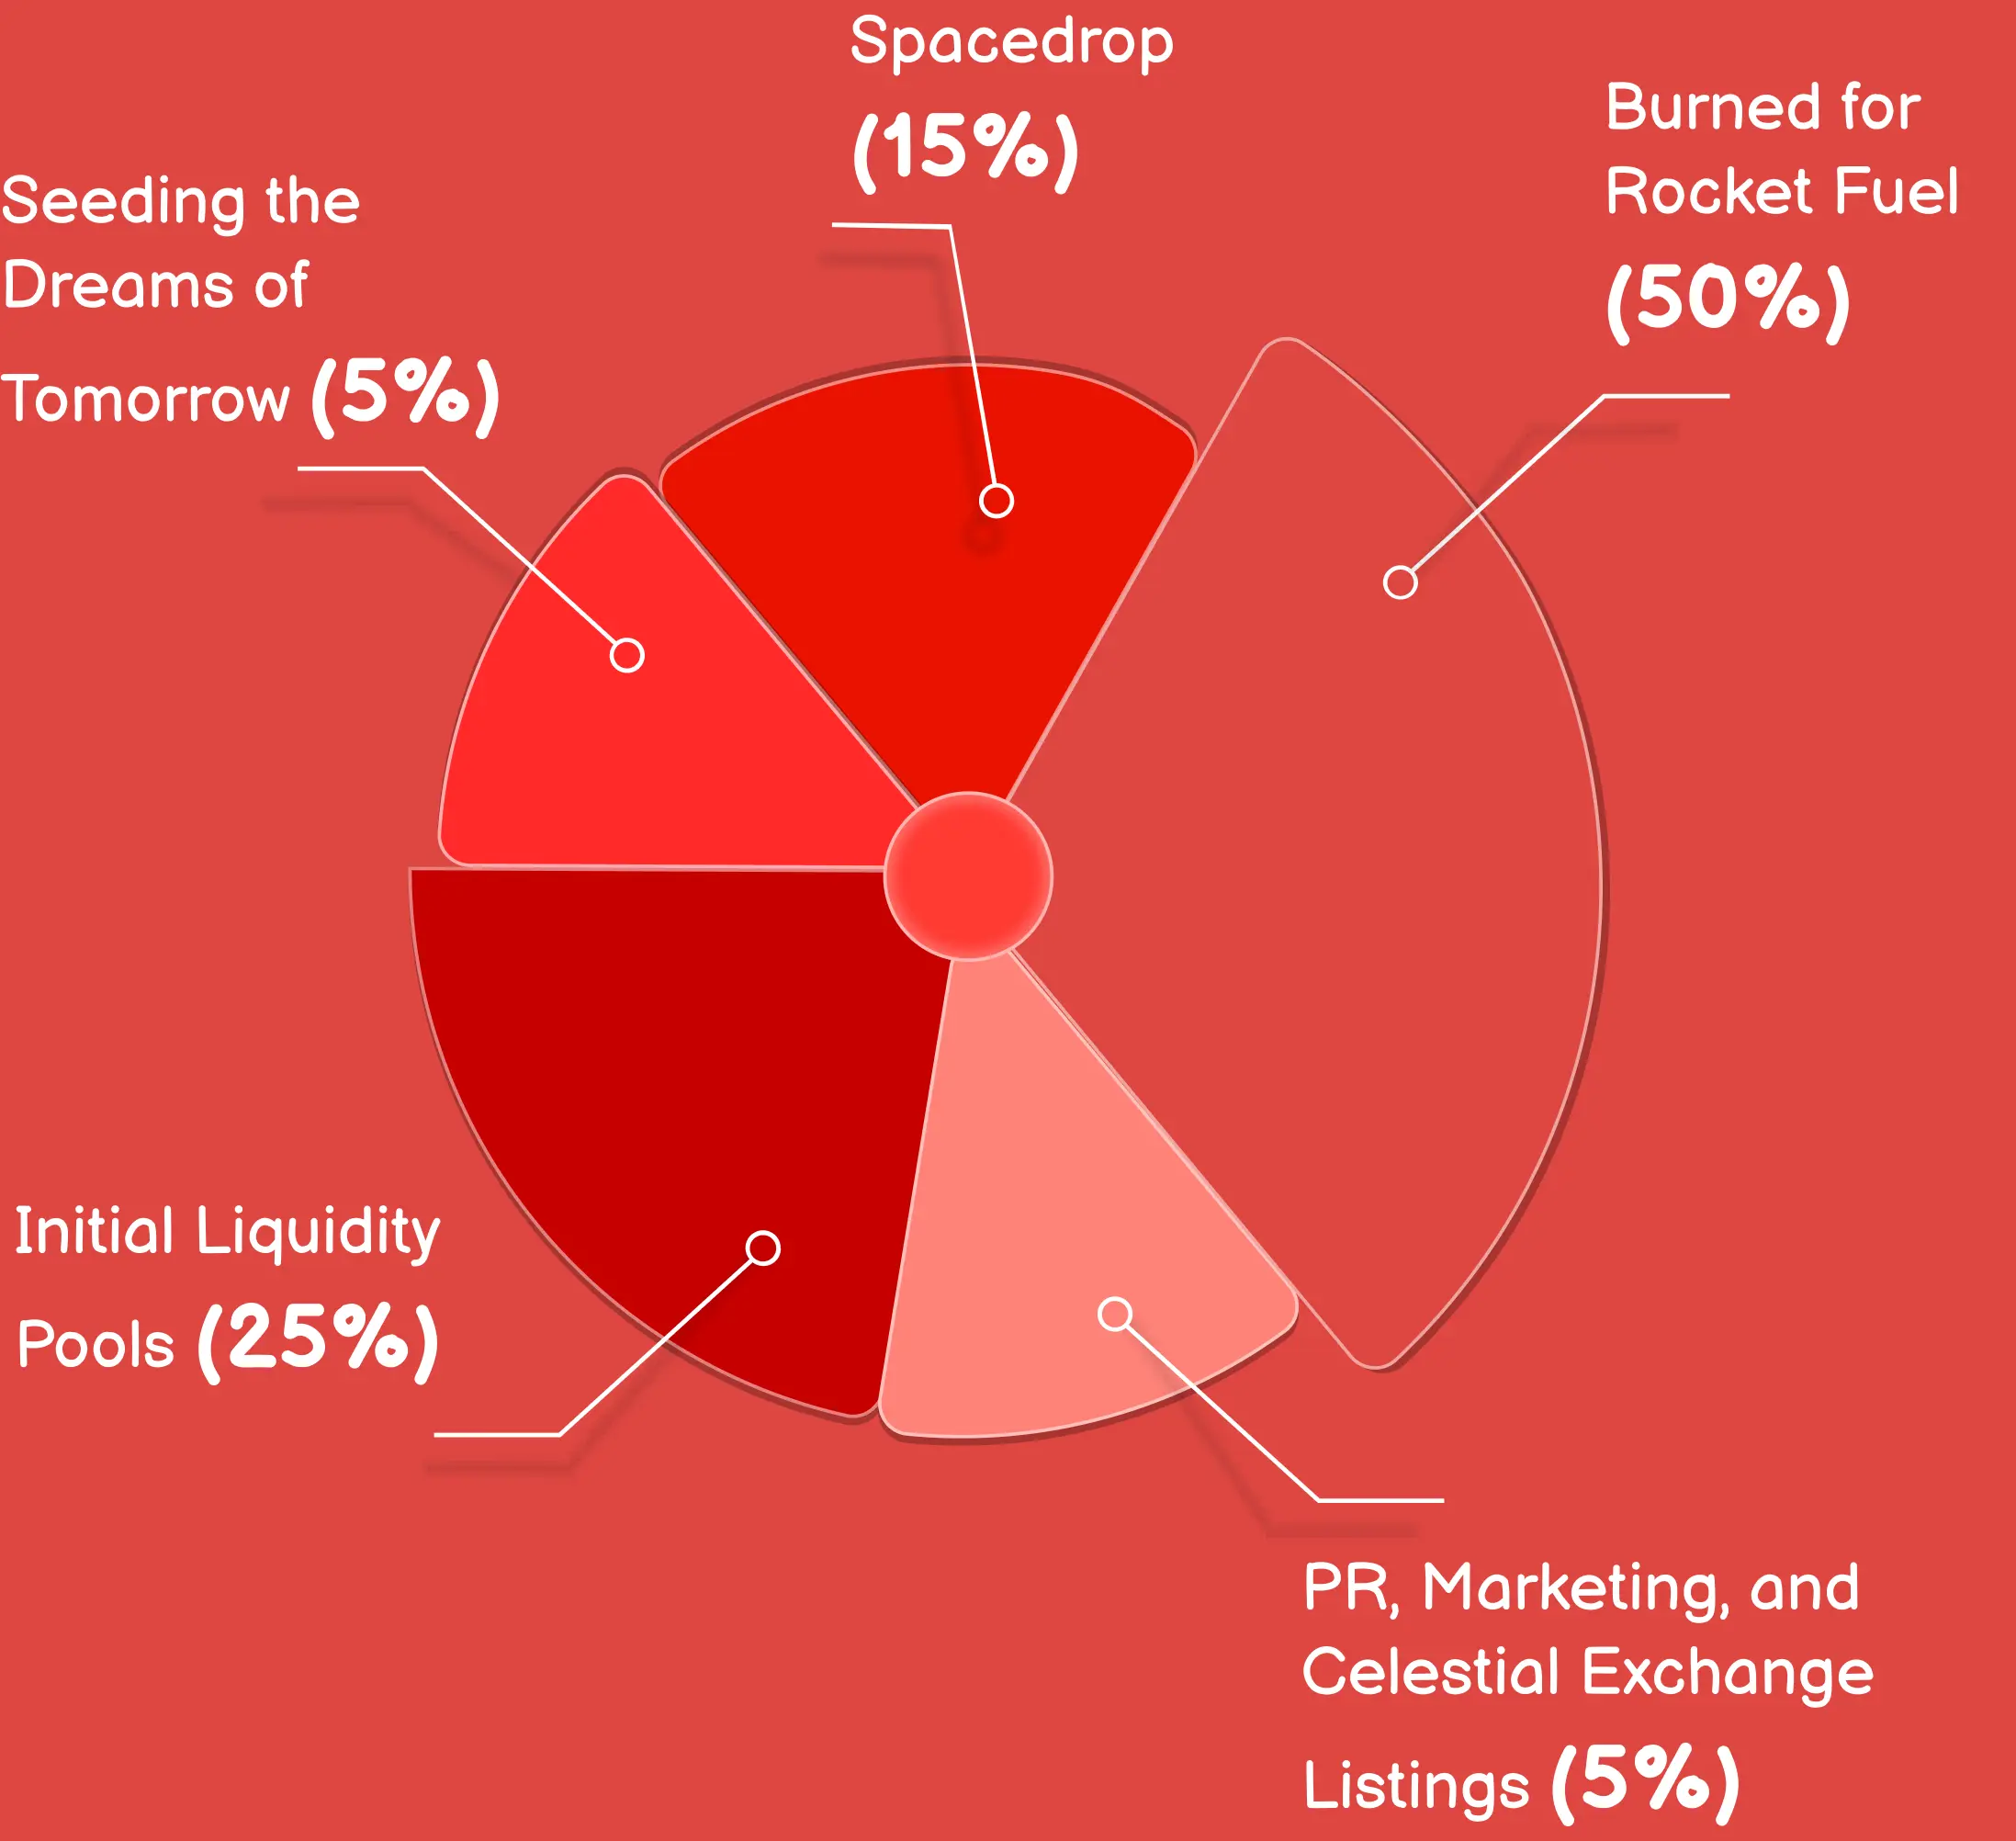 Spacedrop
(15%)
Burned for
Rocket Fuel
(50%)
Seeding the
Dreams of
Tomorrow (5%)
Initial Liquidity
Pools (25%)
PR, Marketing, and
Celestial Exchange
Listings (5%)